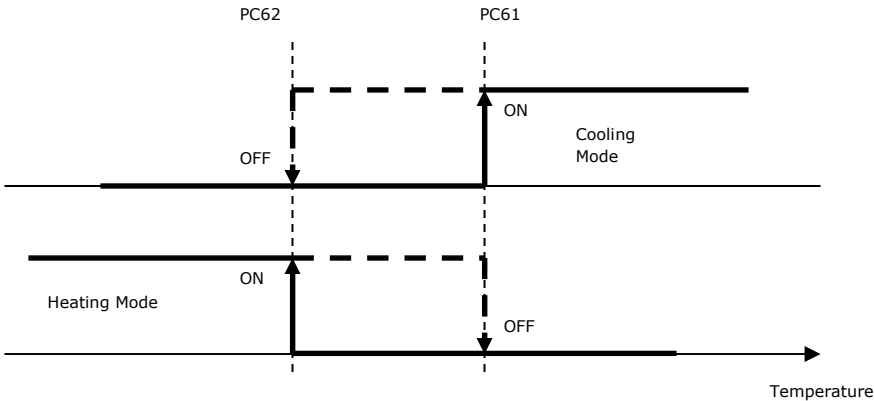 PC62
PC61
ON
Cooling
Mode
OFF
ON
Heating Mode
OFF
Temperature